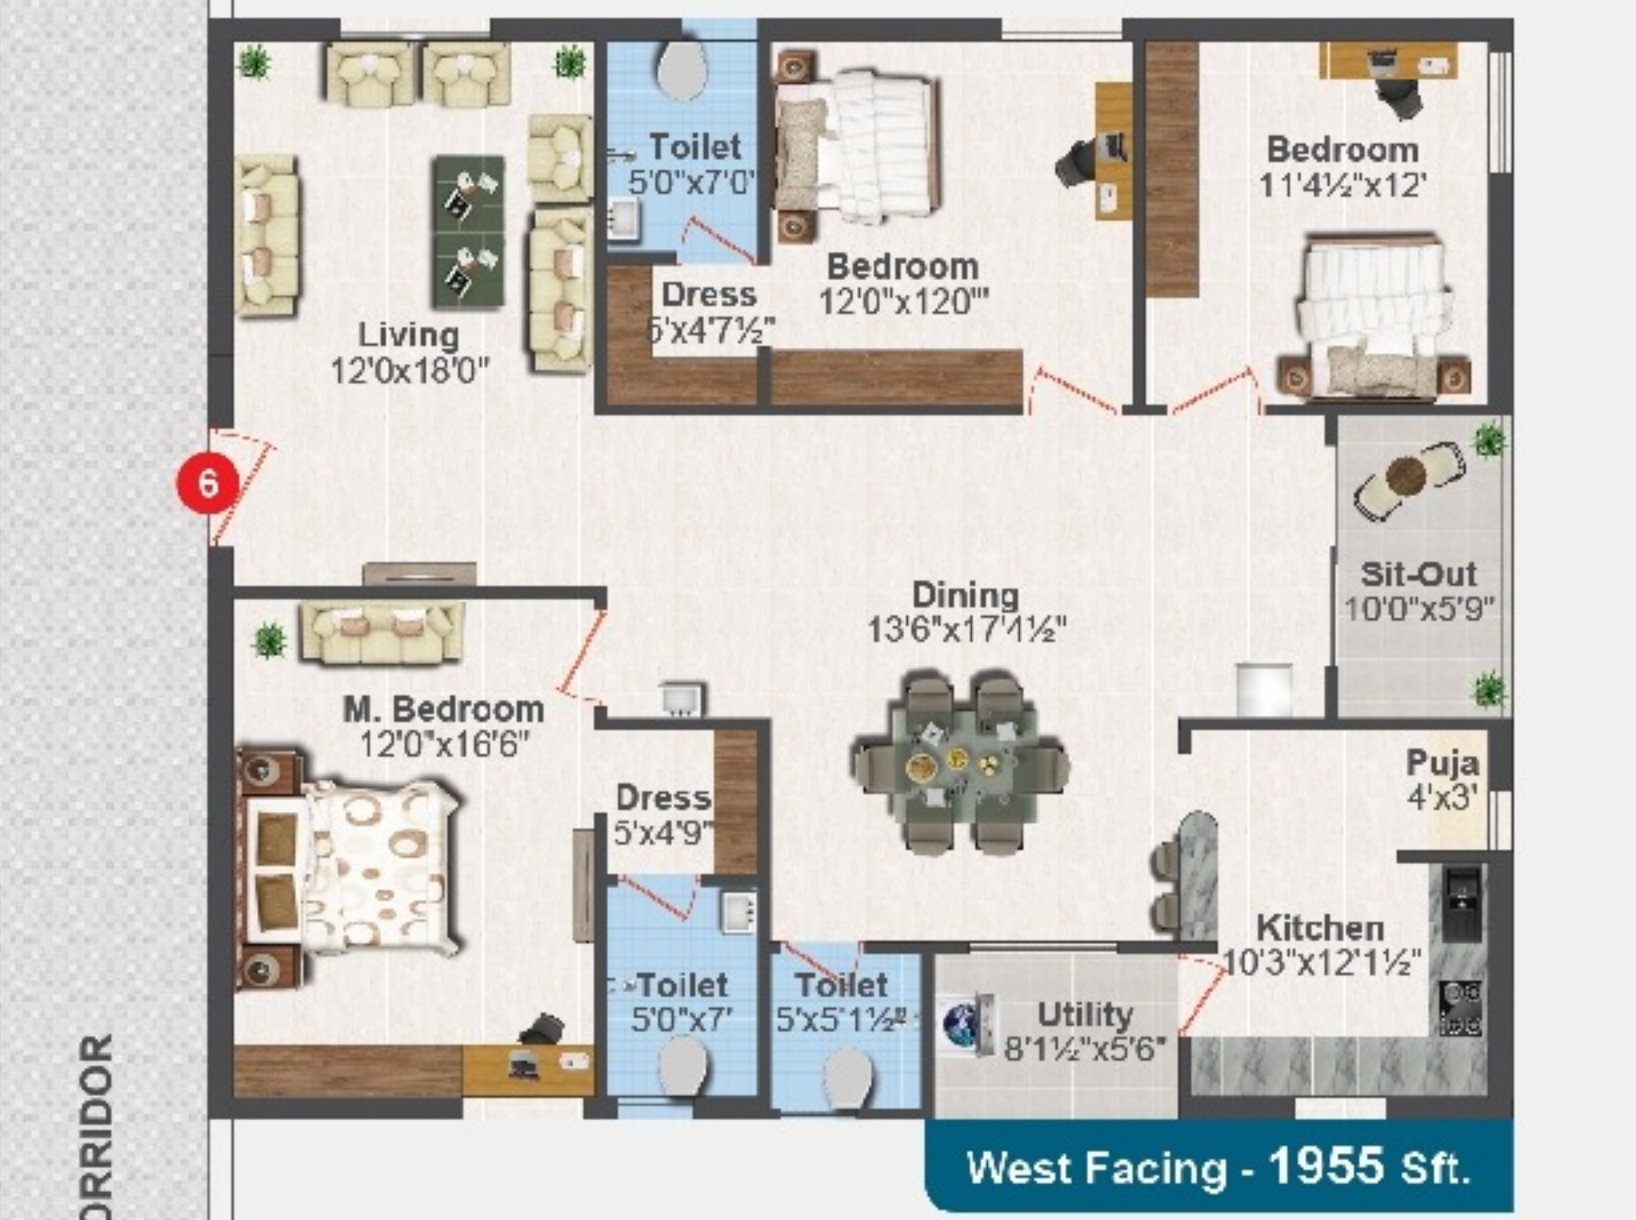 Toilet
5'0"x7'0"
Bedroom
11'4½"x12'
Bedroom
12'0"x120'"
Dress
5'x4'7½"
Living
12'0x18'0"
6
Sit-Out
10'0"x5'9"
Dining
13'6"x17'4½"
M. Bedroom
12'0"x16'6"
Puja
4'x3'
Dress
5'x4'9"
Kitchen
10'3"x12'1½"
Toilet
5'0"x7'
Toilet
5'x5'1½"
Utility
8'1½"x5'6"
ORRIDOR
West Facing - 1955 Sft.